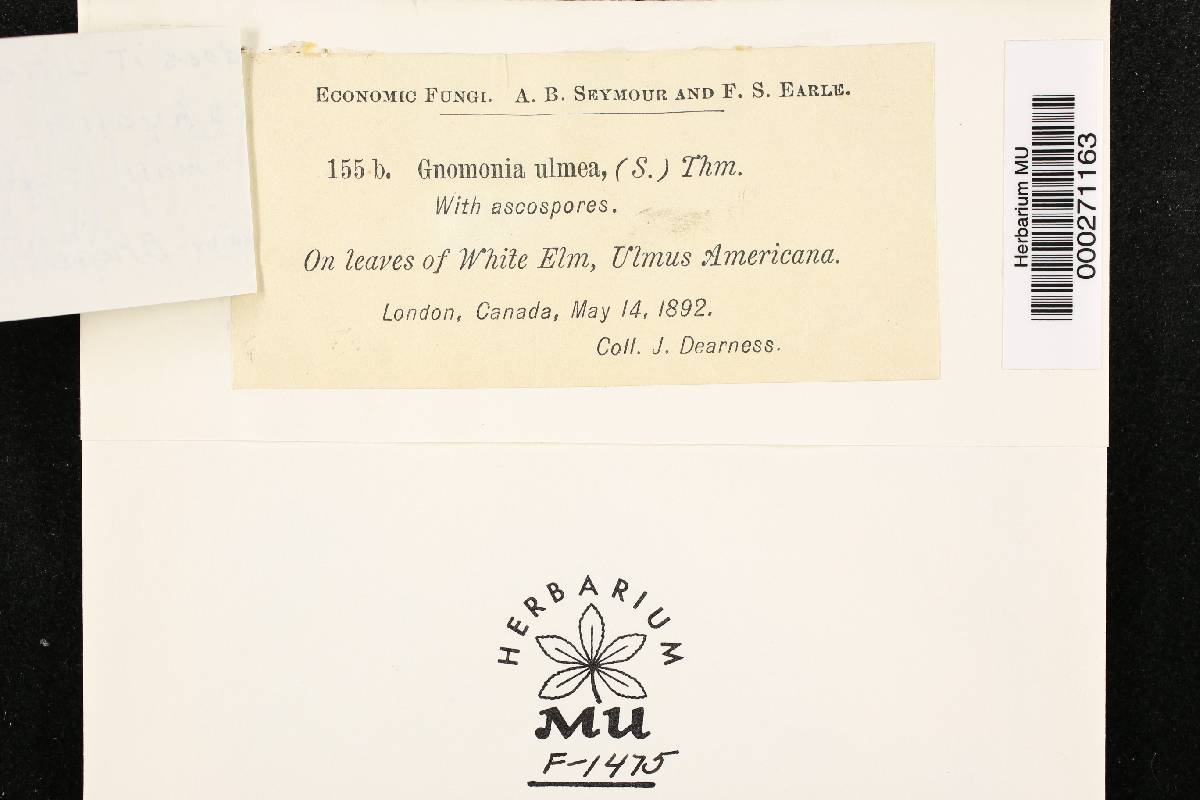 Economic Fungi. A. B. Seymour and F. S. Earle.
155 b. Gnomonia ulmea, (S.) Thm.
With ascospores.
On leaves of White Elm, Ulmus Americana.
London, Canada, May 14, 1892.
Coll. J. Dearness.
Herbarium MU
000271163
HERBARIUM
MU
F-1475